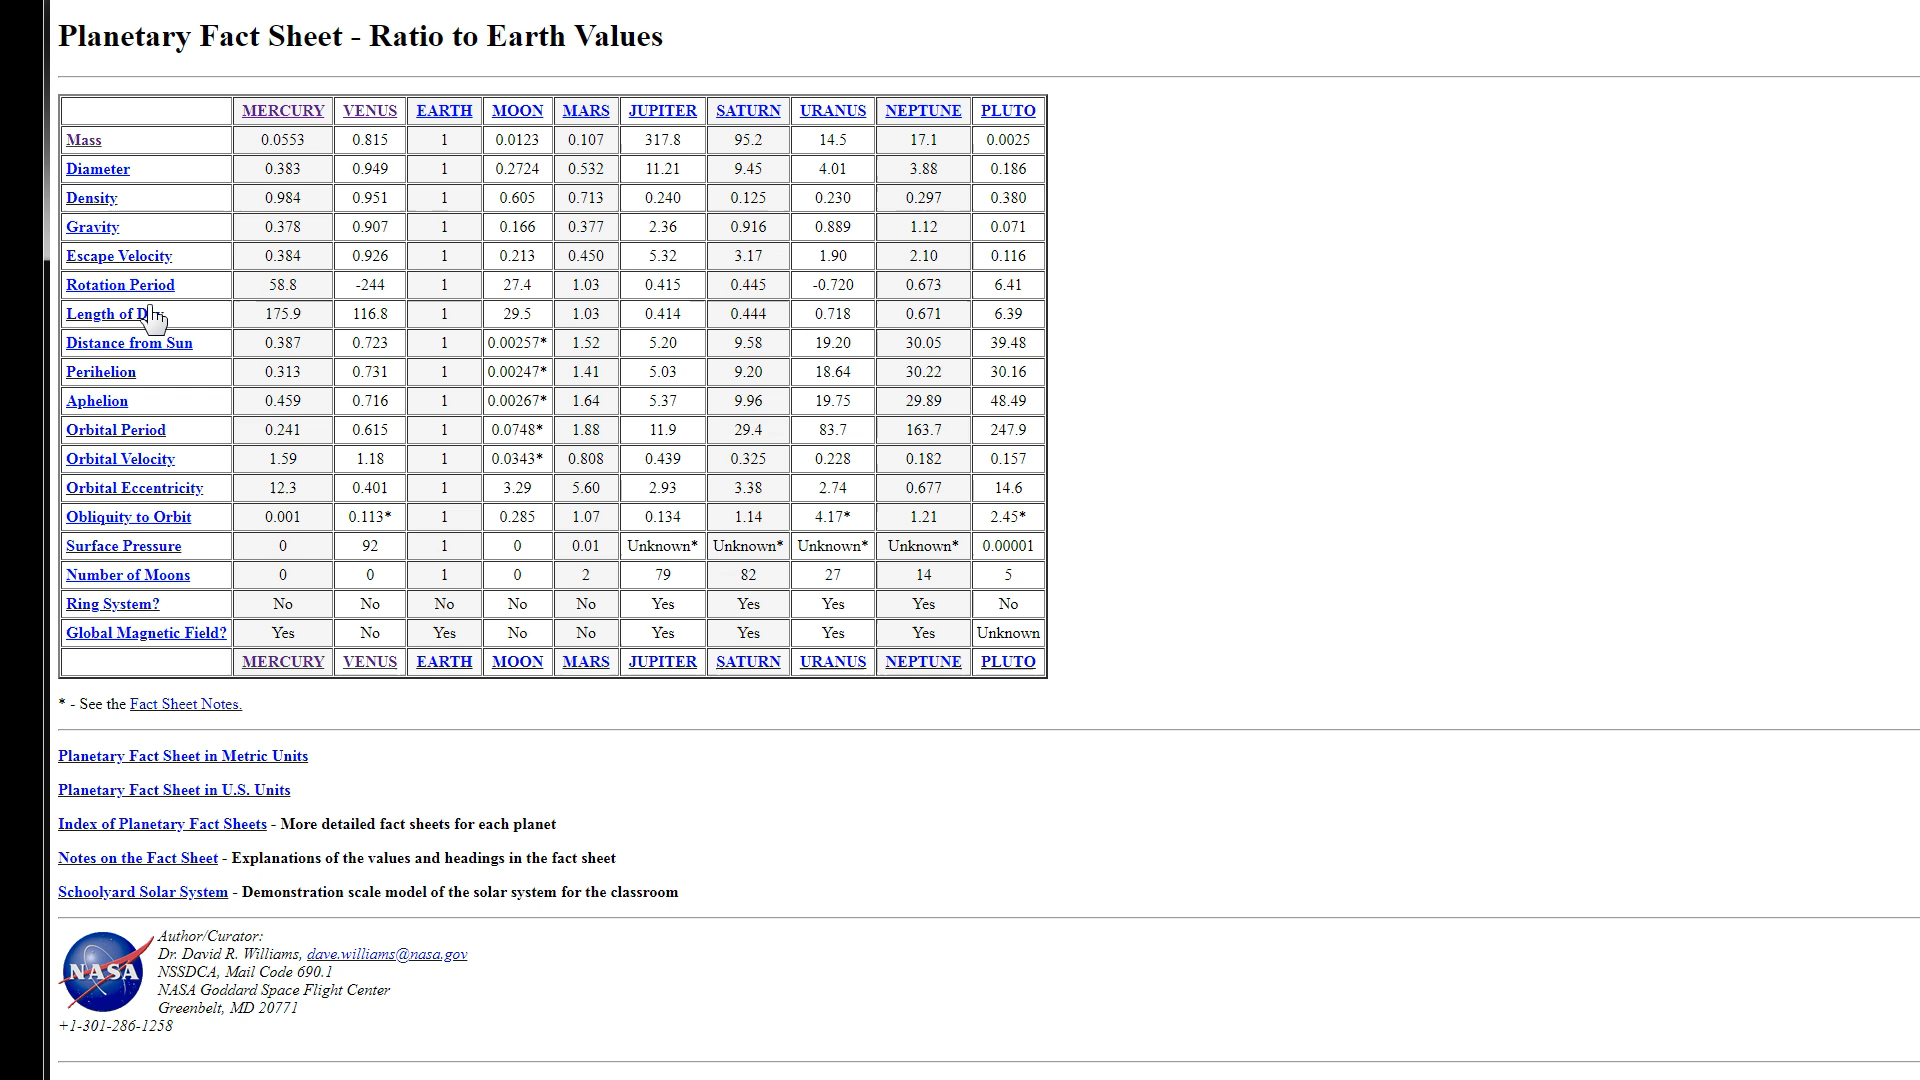 Planetary Fact Sheet - Ratio to Earth Values
MERCURY VENUS EARTH MOON MARS JUPITER SATURN URANUS NEPTUNE PLUTO
Mass 0.0553 0.815 1 0.0123 0.107 317.8 95.2 14.5 17.1 0.0025
Diameter 0.383 0.949 1 0.2724 0.532 11.21 9.45 4.01 3.88 0.186
Density 0.984 0.951 1 0.605 0.713 0.240 0.125 0.230 0.297 0.380
Gravity 0.378 0.907 1 0.166 0.377 2.36 0.916 0.889 1.12 0.071
Escape Velocity 0.384 0.926 1 0.213 0.450 5.32 3.17 1.90 2.10 0.116
Rotation Period 58.8 -244 1 27.4 1.03 0.415 0.445 -0.720 0.673 6.41
Length of 175.9 116.8 1 29.5 1.03 0.414 0.444 0.718 0.671 6.39
Distance from Sun 0.387 0.723 1 0.00257* 1.52 5.20 9.58 19.20 30.05 39.48
Perihelion 0.313 0.731 1 0.00247* 1.41 5.03 9.20 18.64 30.22 30.16
Aphelion 0.459 0.716 1 0.00267* 1.64 5.37 9.96 19.75 29.89 48.49
Orbital Period 0.241 0.615 1 0.0748* 1.88 11.9 29.4 83.7 163.7 247.9
Orbital Velocity 1.59 1.18 1 0.0343* 0.808 0.439 0.325 0.228 0.182 0.157
Orbital Eccentricity 12.3 0.401 1 3.29 5.60 2.93 3.38 2.74 0.677 14.6
Obliquity to Orbit 0.001 0.113* 1 0.285 1.07 0.134 1.14 4.17* 1.21 2.45*
Surface Pressure 0 92 1 0 0.01 Unknown* Unknown* Unknown* Unknown* 0.00001
Number of Moons 0 0 1 0 2 79 82 27 14 5
Ring System? No No No No No Yes Yes Yes Yes No
Global Magnetic Field? Yes No Yes No No Yes Yes Yes Yes Unknown
MERCURY VENUS EARTH MOON MARS JUPITER SATURN URANUS NEPTUNE PLUTO
* - See the Fact Sheet Notes.
Planetary Fact Sheet in Metric Units
Planetary Fact Sheet in U.S. Units
Index of Planetary Fact Sheets - More detailed fact sheets for each planet
Notes on the Fact Sheet - Explanations of the values and headings in the fact sheet
Schoolyard Solar System - Demonstration scale model of the solar system for the classroom
NASA
Author/Curator:
Dr. David R. Williams, dave.williams@nasa.gov
NSSDCA, Mail Code 690.1
NASA Goddard Space Flight Center
Greenbelt, MD 20771
+1-301-286-1258